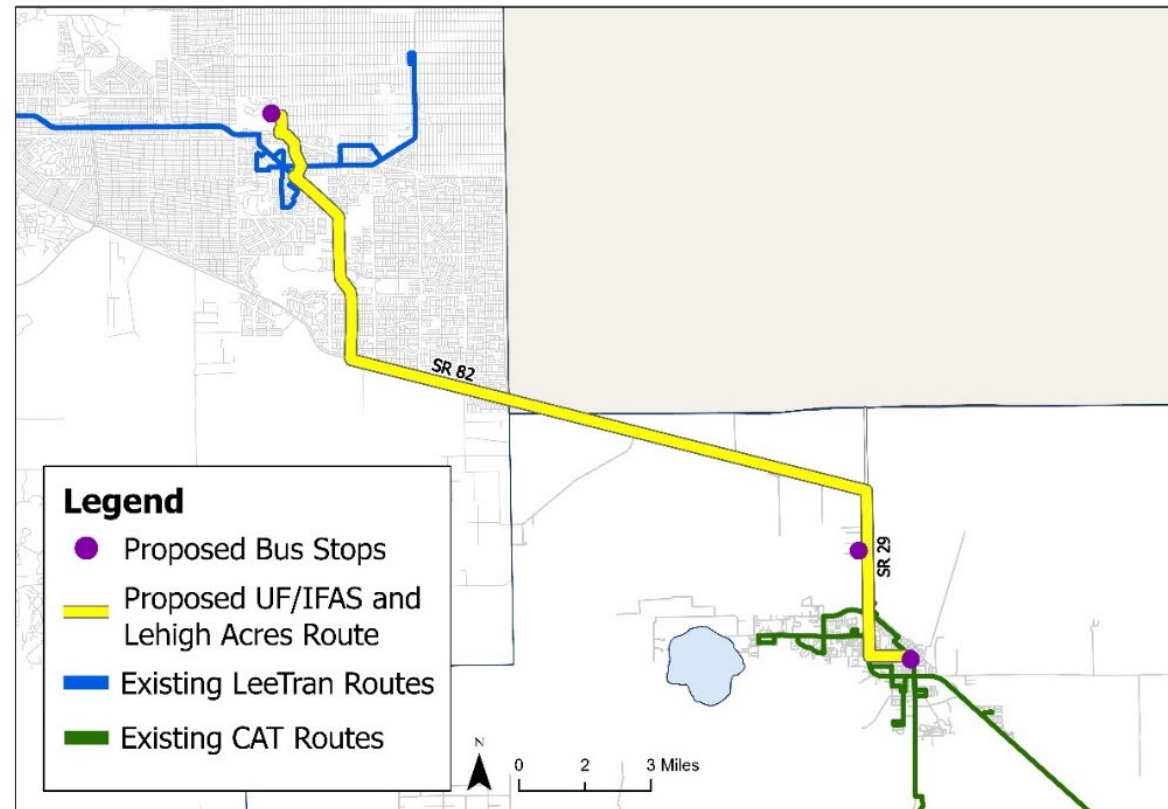 SR 82
SR 29
Legend
Proposed Bus Stops
Proposed UF/IFAS and
Lehigh Acres Route
Existing LeeTran Routes
Existing CAT Routes
N
0 2 3 Miles